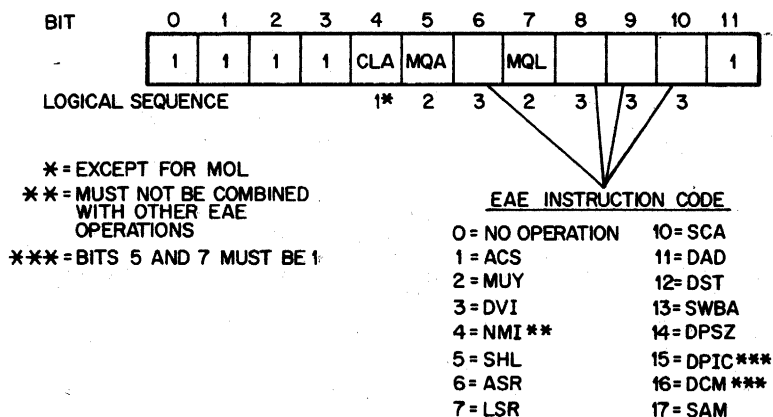 BIT 0 1 2 3 4 5 6 7 8 9 10 11
- 1 1 1 1 CLA MQA MQL 1
LOGICAL SEQUENCE 1* 2 3 2 3 3 3
* = EXCEPT FOR MOL
** = MUST NOT BE COMBINED
WITH OTHER EAE
OPERATIONS
*** = BITS 5 AND 7 MUST BE 1
EAE INSTRUCTION CODE
0 = NO OPERATION 10 = SCA
1 = ACS 11 = DAD
2 = MUY 12= DST
3 = DVI 13= SWBA
4 = NMI ** 14= DPSZ
5 = SHL 15 = DPIC ***
6 = ASR 16= DCM ***
7 = LSR 17 = SAM